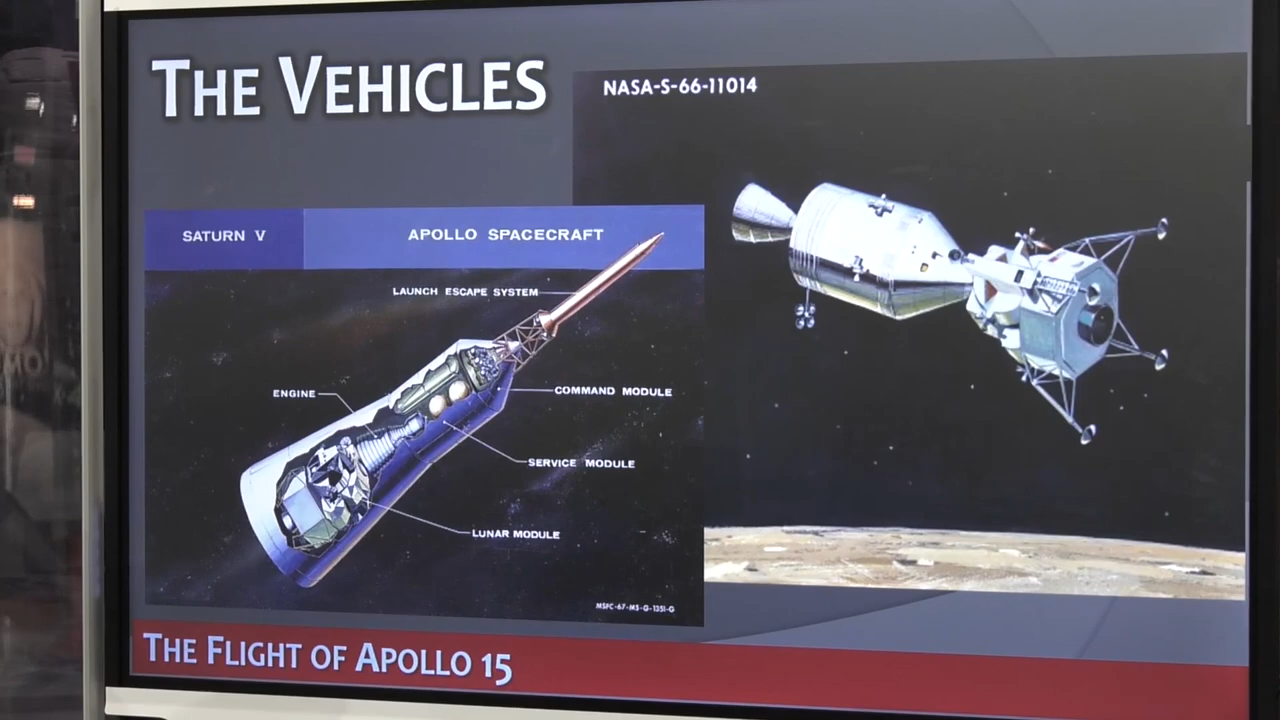 THE VEHICLES
NASA-S-66-11014
SATURN V
APOLLO SPACECRAFT
LAUNCH ESCAPE SYSTEM
ENGINE
COMMAND MODULE
SERVICE MODULE
LUNAR MODULE
MSFC-67-MS-G-1351-G
THE FLIGHT OF APOLLO 15